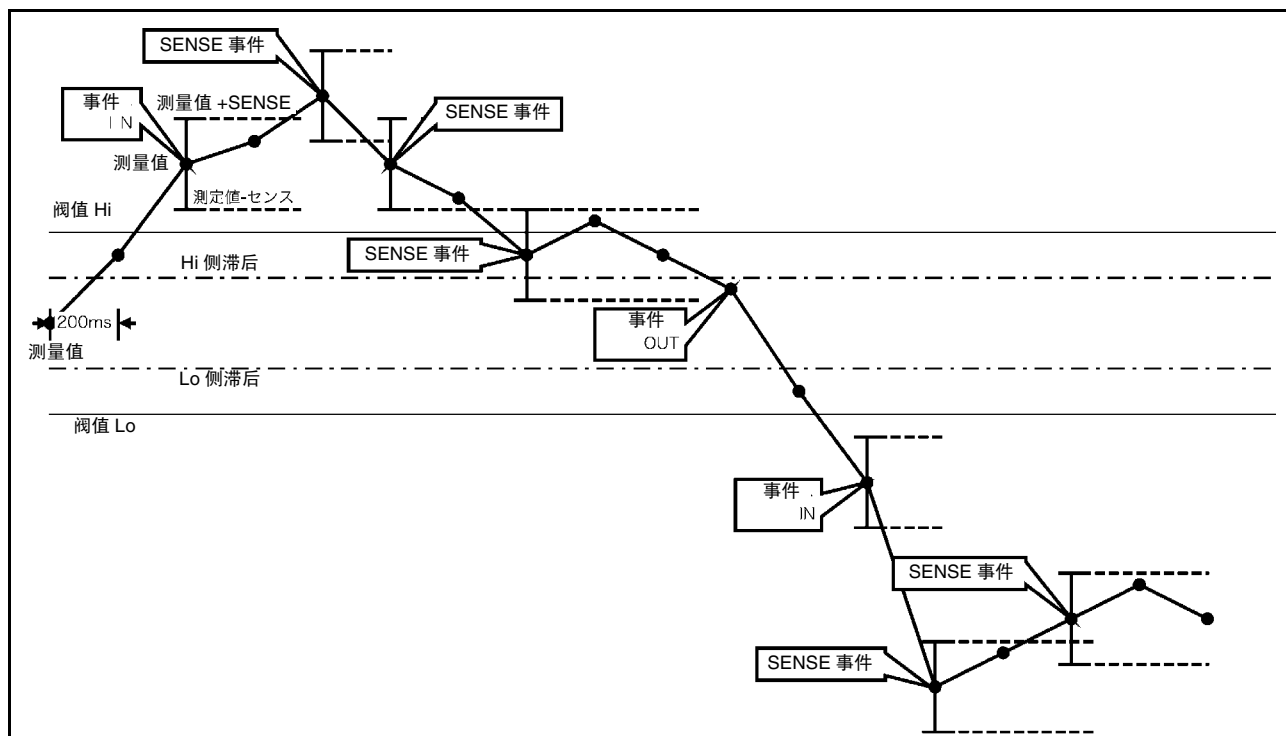 SENSE 事件
事件
IN
测量值 +SENSE
SENSE 事件
测量值
測定値-センス
阀值 Hi
SENSE 事件
Hi 侧滞后
200ms
测量值
事件
OUT
Lo 侧滞后
阀值 Lo
事件
IN
SENSE 事件
SENSE 事件